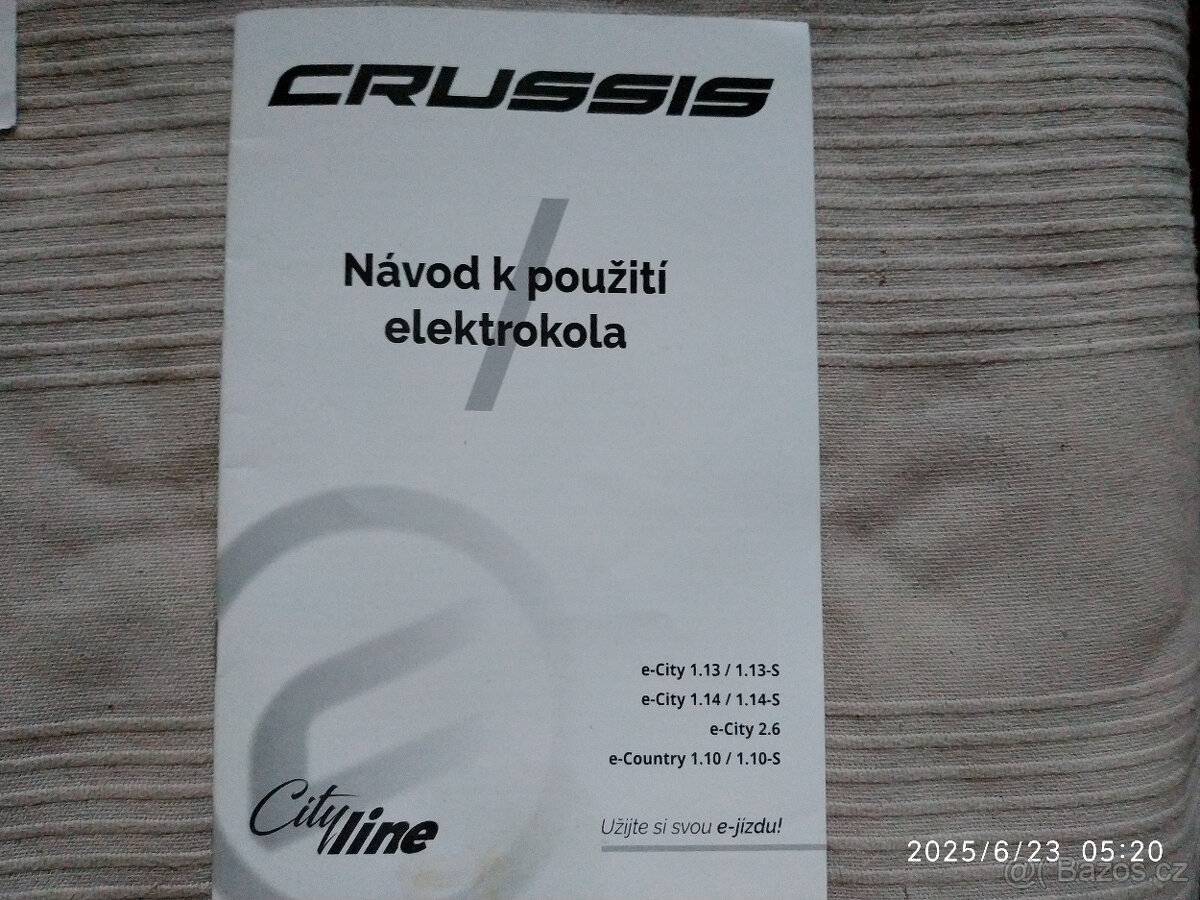 CRUSSIS
Návod k použití
elektrokola
e-City 1.13 / 1.13-S
e-City 1.14 / 1.14-S
e-City 2.6
e-Country 1.10 / 1.10-S
City line
Užijte si svou e-jízdu!
2025/6/23 05:20
Bazos.cz